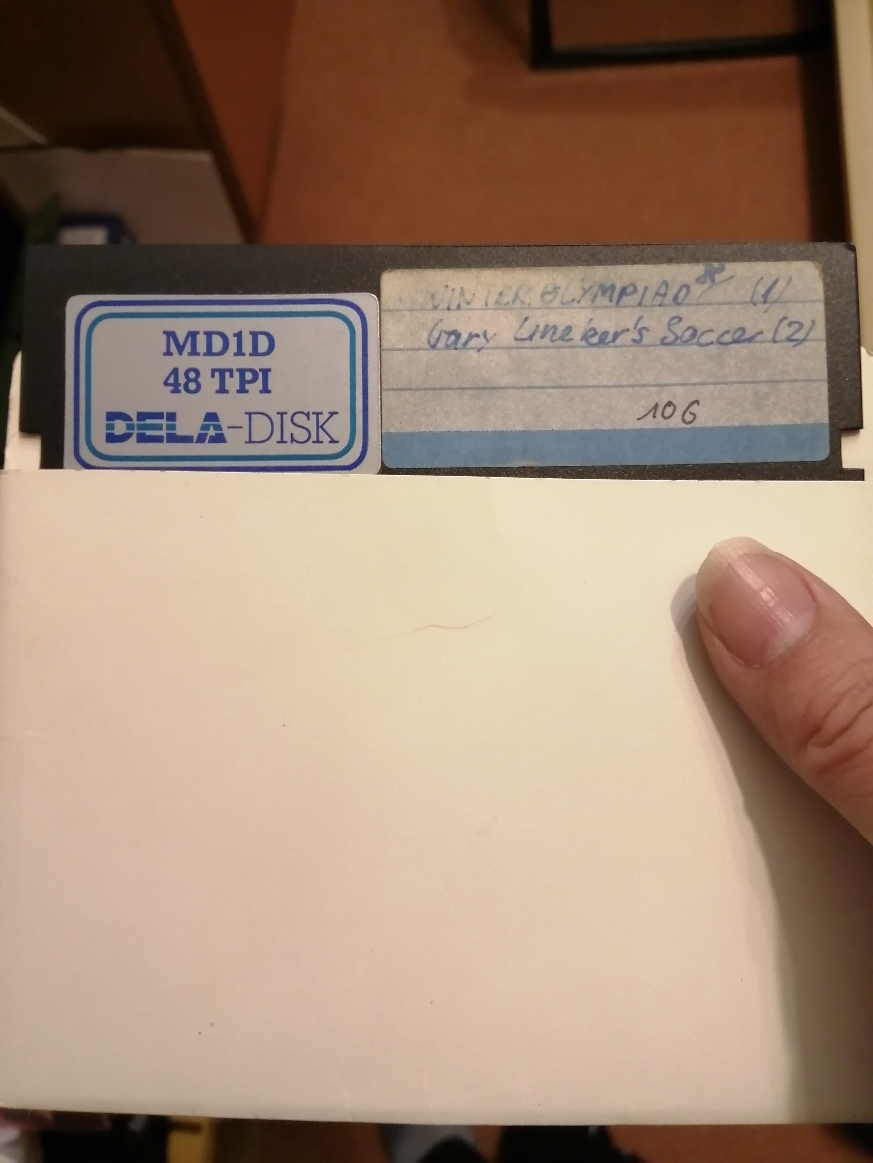 MD1D
48 TPI
DELA-DISK
WINTER OLYMPIAD 88 (1)
Gary Lineker's Soccer (2)
106